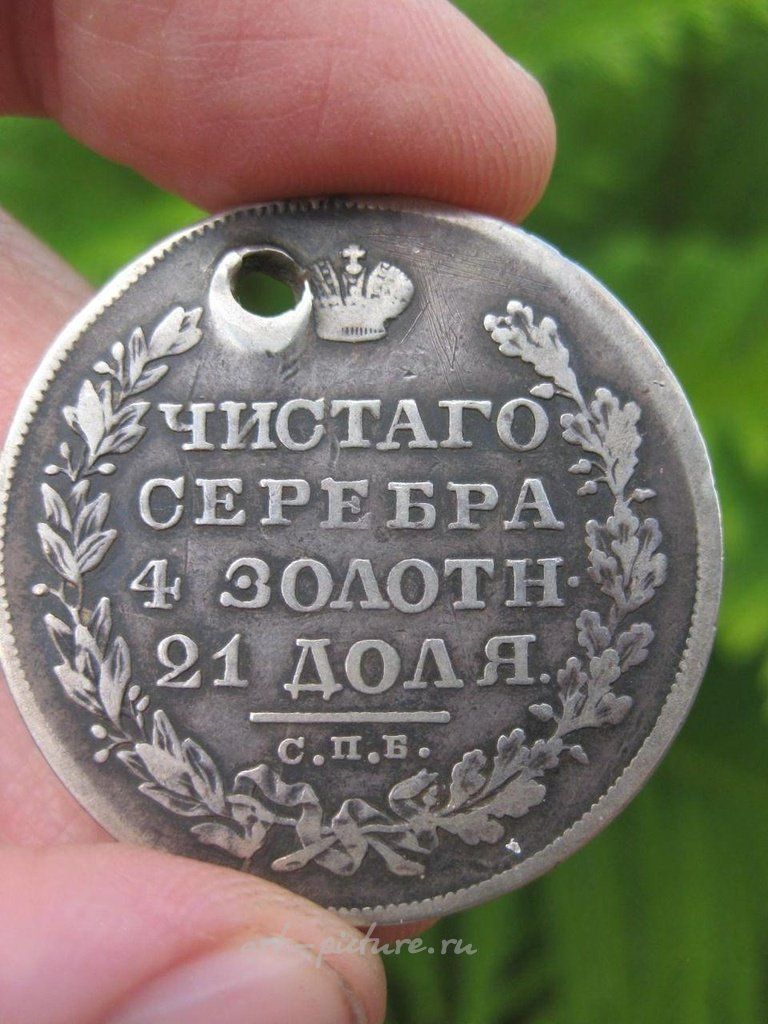 ЧИСТАГО
СЕРЕБРА
4 ЗОЛОТН.
21 ДОЛЯ.
С.П.Б.
art-picture.ru